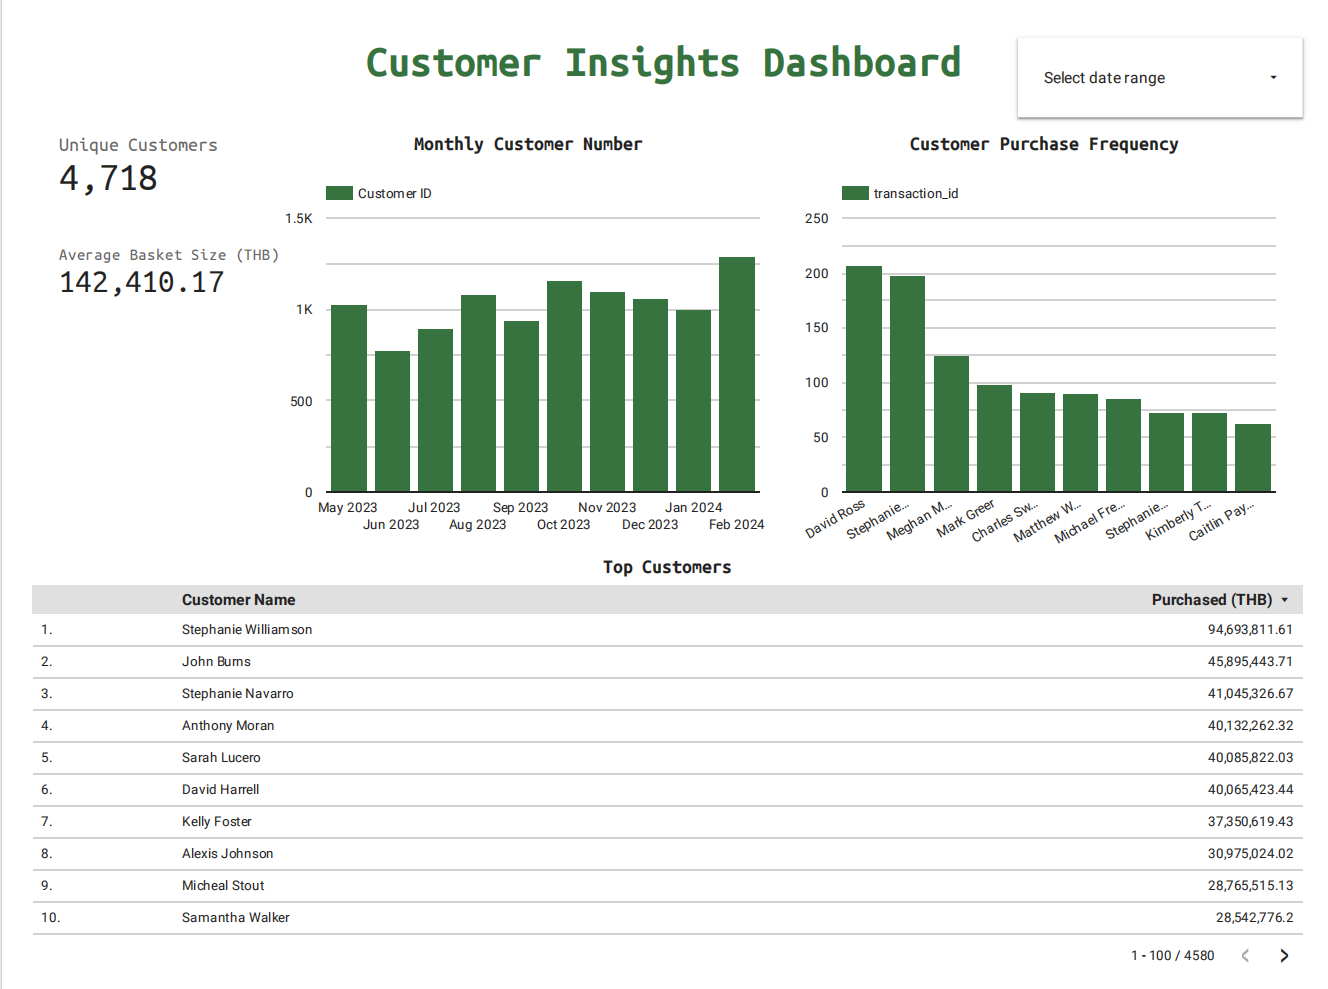 Customer Insights Dashboard
Select date range
Unique Customers
4,718
Average Basket Size (THB)
142,410.17
Monthly Customer Number
Customer ID
1.5K
1K
500
0
May 2023
Jun 2023
Jul 2023
Aug 2023
Sep 2023
Oct 2023
Nov 2023
Dec 2023
Jan 2024
Feb 2024
Customer Purchase Frequency
transaction_id
250
200
150
100
50
0
David Ross
Stephanie...
Meghan M...
Mark Greer
Charles Sw...
Matthew W...
Michael Fre...
Stephanie...
Kimberly T...
Caitlin Pay...
Top Customers
Customer Name Purchased (THB)
1. Stephanie Williamson 94,693,811.61
2. John Burns 45,895,443.71
3. Stephanie Navarro 41,045,326.67
4. Anthony Moran 40,132,262.32
5. Sarah Lucero 40,085,822.03
6. David Harrell 40,065,423.44
7. Kelly Foster 37,350,619.43
8. Alexis Johnson 30,975,024.02
9. Micheal Stout 28,765,515.13
10. Samantha Walker 28,542,776.2
1 - 100 / 4580